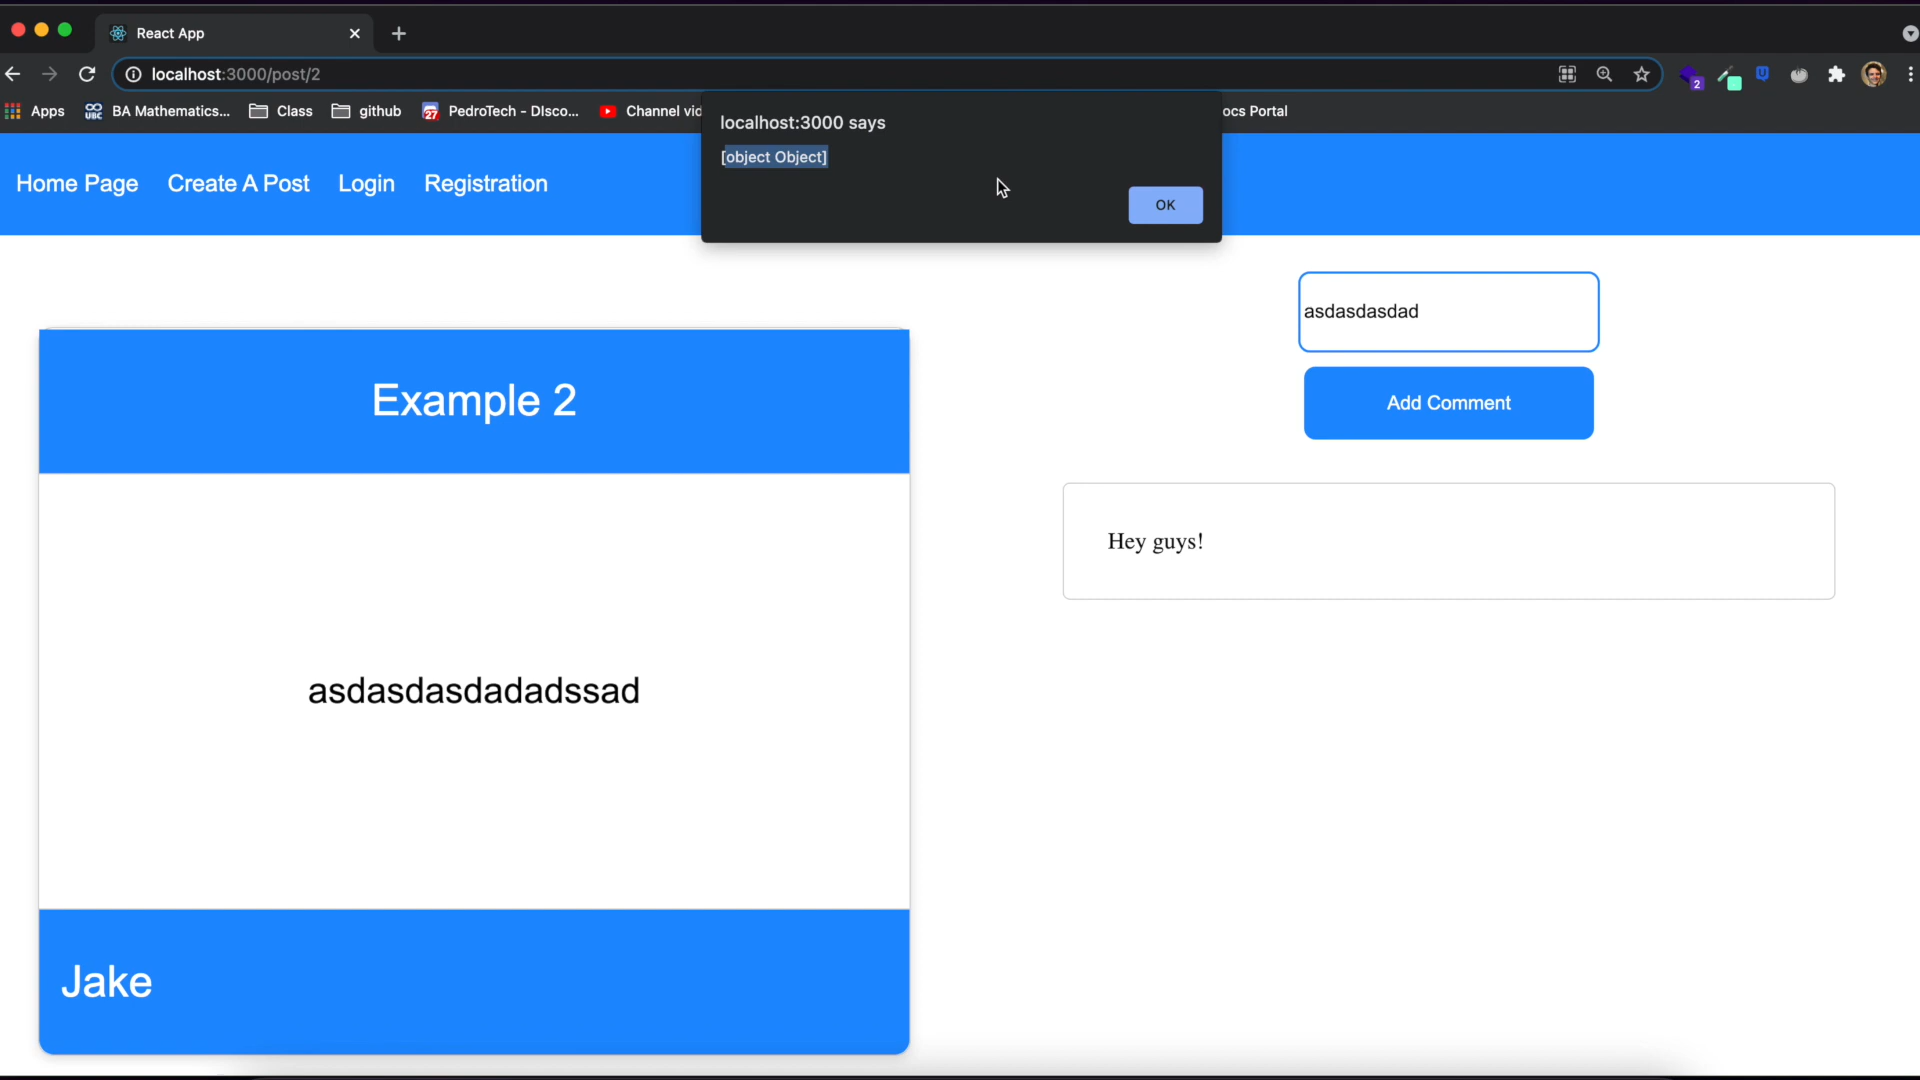 React App
localhost:3000/post/2
2
Apps
BA Mathematics...
Class
github
27
PedroTech - DIsco...
Channel vid
ocs Portal
localhost:3000 says
[object Object]
OK
Home Page
Create A Post
Login
Registration
asdasdasdad
Add Comment
Example 2
Hey guys!
asdasdasdadadssad
Jake